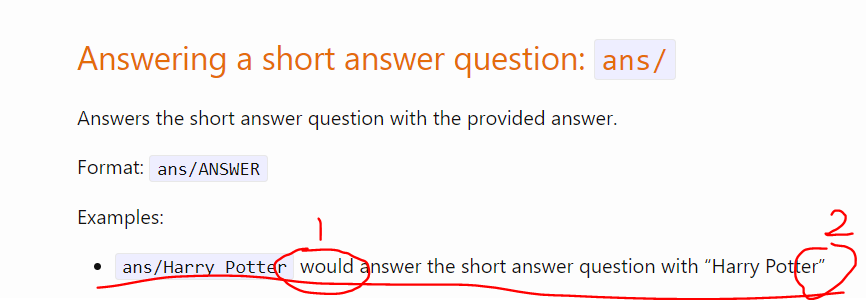 Answering a short answer question: ans/
Answers the short answer question with the provided answer.
Format: ans/ANSWER
Examples:
1 2
• ans/Harry Potter would answer the short answer question with “Harry Potter”